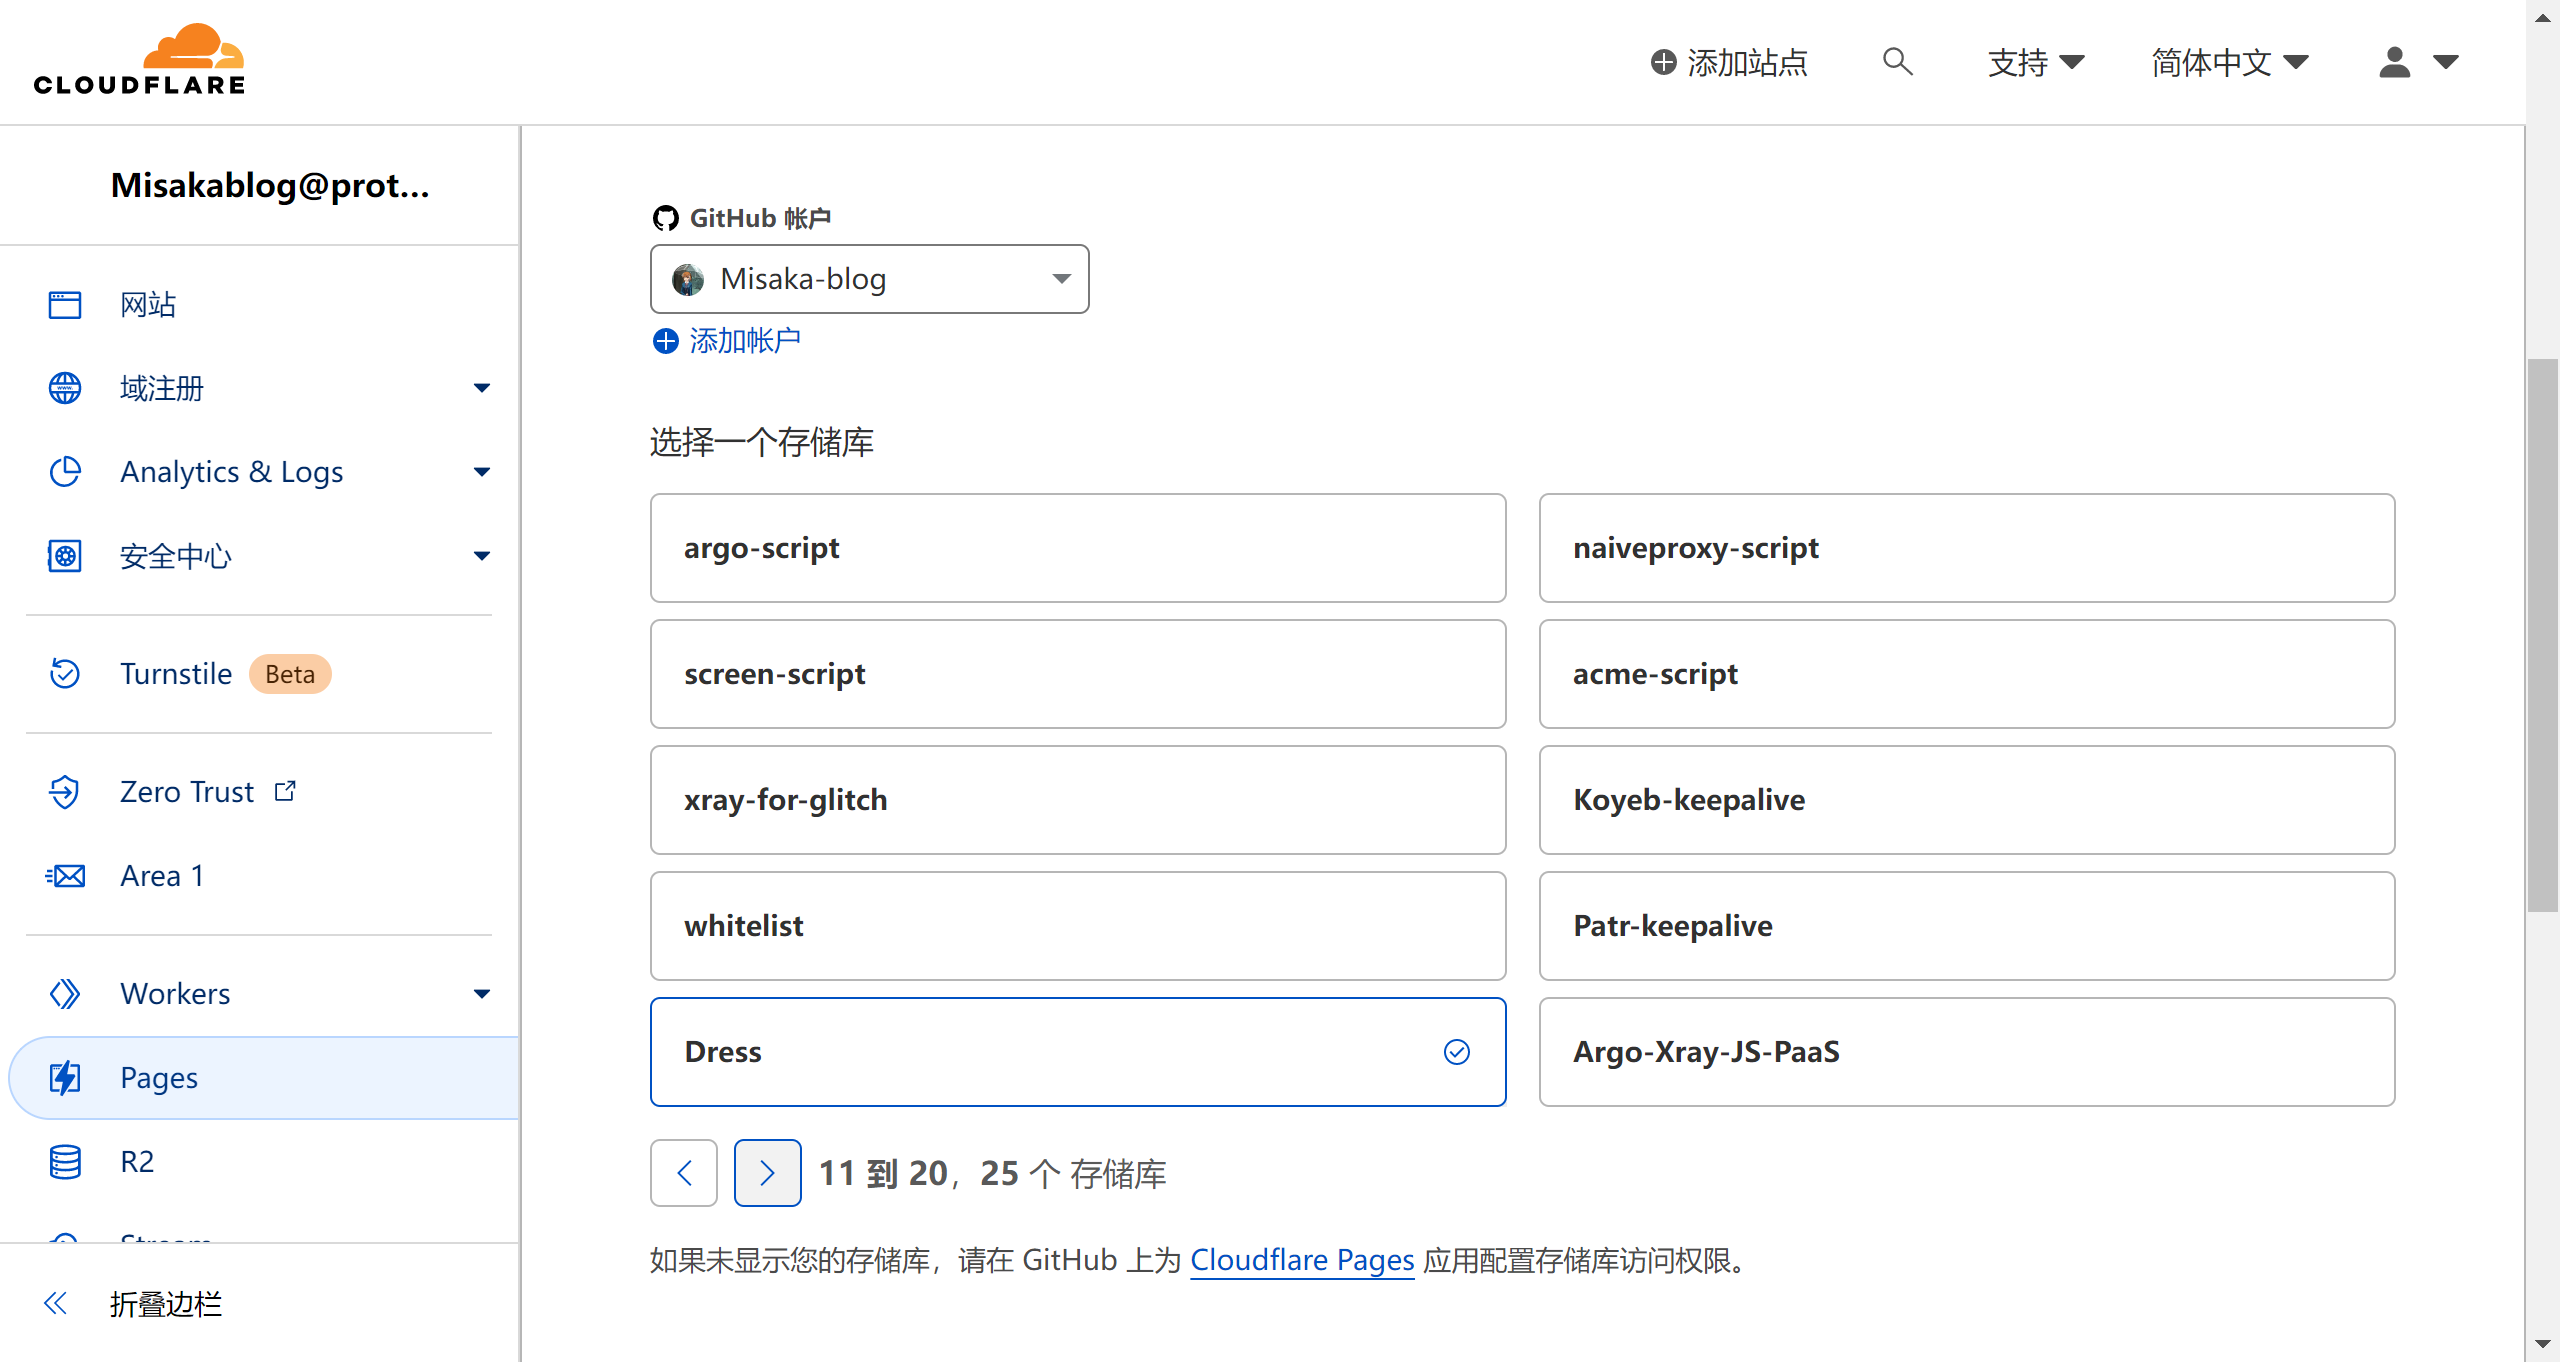 CLOUDFLARE
添加站点
支持
简体中文
Misakablog@prot...
网站
域注册
Analytics & Logs
安全中心
Turnstile Beta
Zero Trust
Area 1
Workers
Pages
R2
Stream
折叠边栏
GitHub 帐户
Misaka-blog
添加帐户
选择一个存储库
argo-script
naiveproxy-script
screen-script
acme-script
xray-for-glitch
Koyeb-keepalive
whitelist
Patr-keepalive
Dress
Argo-Xray-JS-PaaS
11 到 20，25 个 存储库
如果未显示您的存储库，请在 GitHub 上为 Cloudflare Pages 应用配置存储库访问权限。